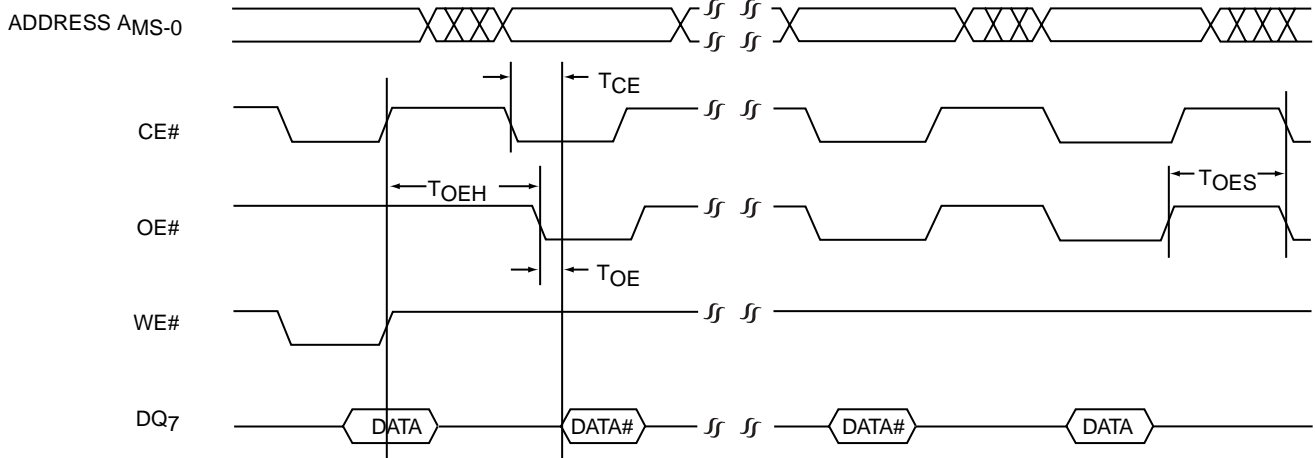 ADDRESS AMS-0
TCE
CE#
TOEH
TOES
OE#
TOE
WE#
DQ7
DATA
DATA#
DATA#
DATA